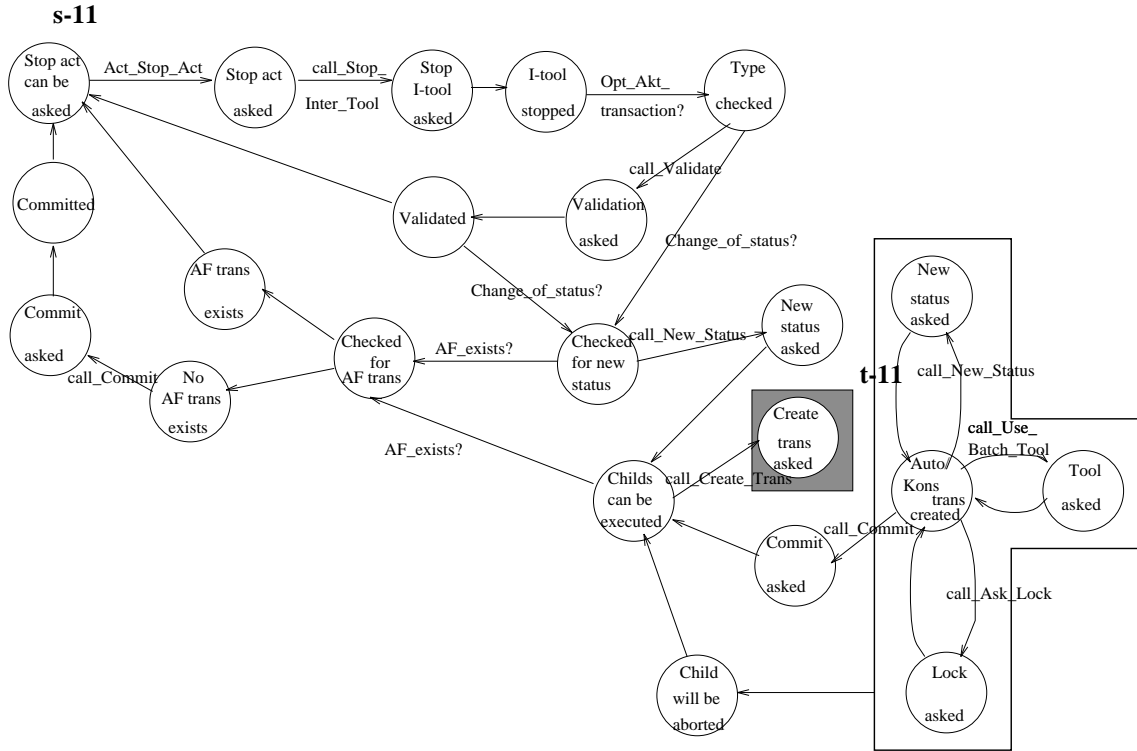 s-11
Stop act
can be
asked
Act_Stop_Act
Stop act
asked
call_Stop_
Inter_Tool
Stop
I-tool
asked
I-tool
stopped
Opt_Akt_
transaction?
Type
checked
call_Validate
Committed
Validated
Validation
asked
Change_of_status?
AF trans
exists
Change_of_status?
New
status
asked
New
status
asked
Commit
asked
Checked
for
AF trans
AF_exists?
Checked
for new
status
call_New_Status
t-11
call_New_Status
call_Commit
No
AF trans
exists
Create
trans
asked
call_Use_
Batch_Tool
AF_exists?
Childs
can be
executed
call_Create_Trans
Auto
Kons
trans
created
Tool
asked
call_Commit
Commit
asked
call_Ask_Lock
Child
will be
aborted
Lock
asked